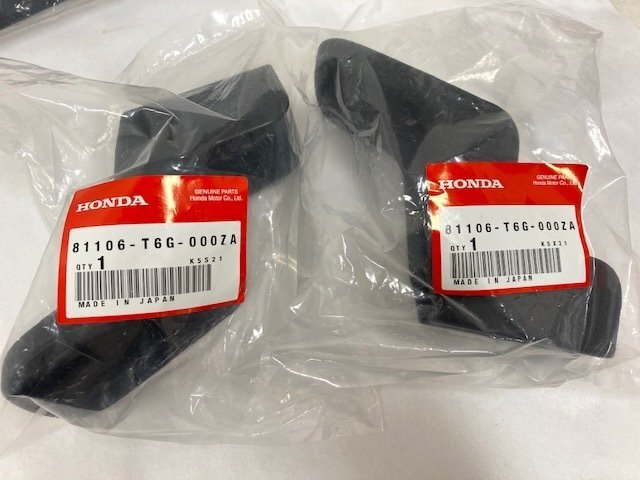 HONDA
GENUINE PARTS
Honda Motor Co., Ltd.
81106-T6G-000ZA
QTY 1
K5S21
MADE IN JAPAN
HONDA
GENUINE PARTS
Honda Motor Co., Ltd.
81106-T6G-000ZA
QTY 1
K5X21
MADE IN JAPAN